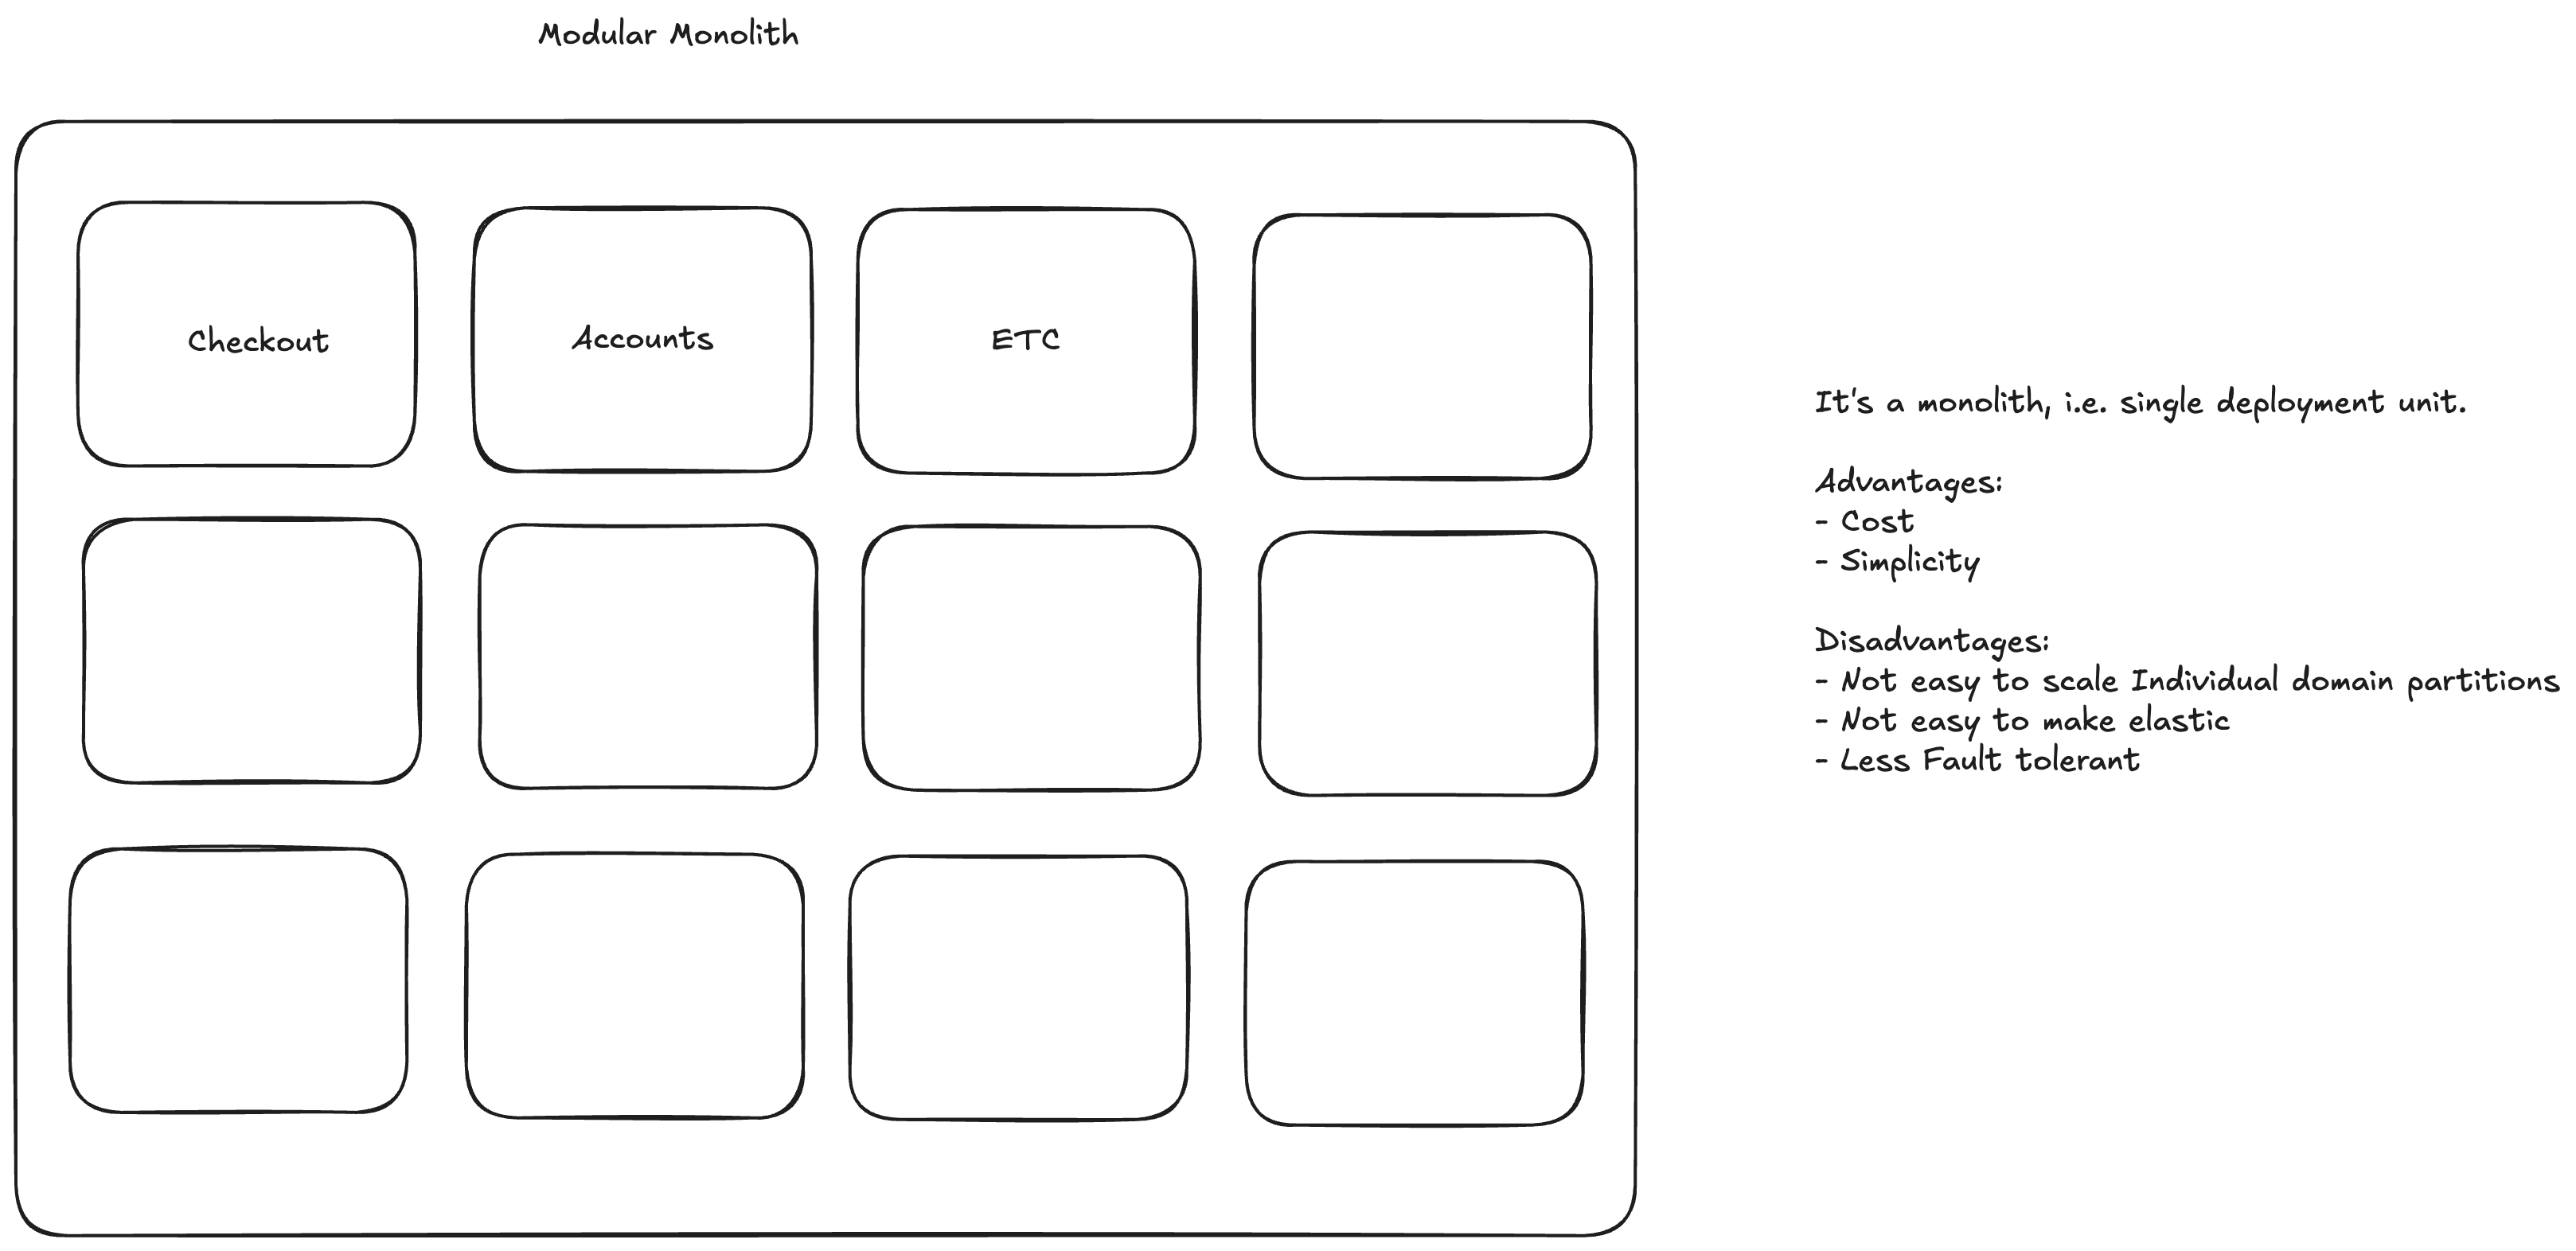 Modular Monolith
Checkout
Accounts
ETC
It's a monolith, i.e. single deployment unit.
Advantages:
- Cost
- Simplicity
Disadvantages:
- Not easy to scale Individual domain partitions
- Not easy to make elastic
- Less Fault tolerant